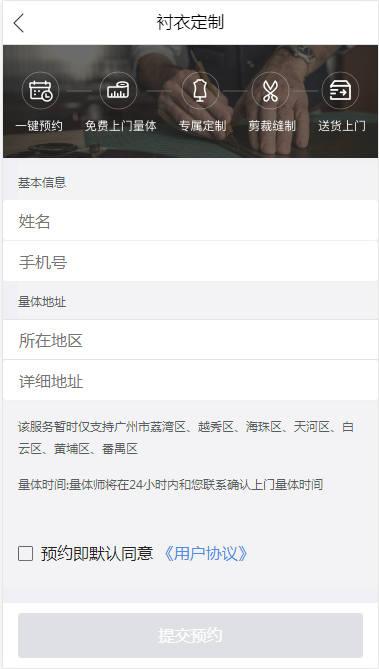 衬衣定制
一键预约 免费上门量体 专属定制 剪裁缝制 送货上门
基本信息
姓名
手机号
量体地址
所在地区
详细地址
该服务暂时仅支持广州市荔湾区、越秀区、海珠区、天河区、白
云区、黄埔区、番禺区
量体时间:量体师将在24小时内和您联系确认上门量体时间
预约即默认同意《用户协议》
提交预约